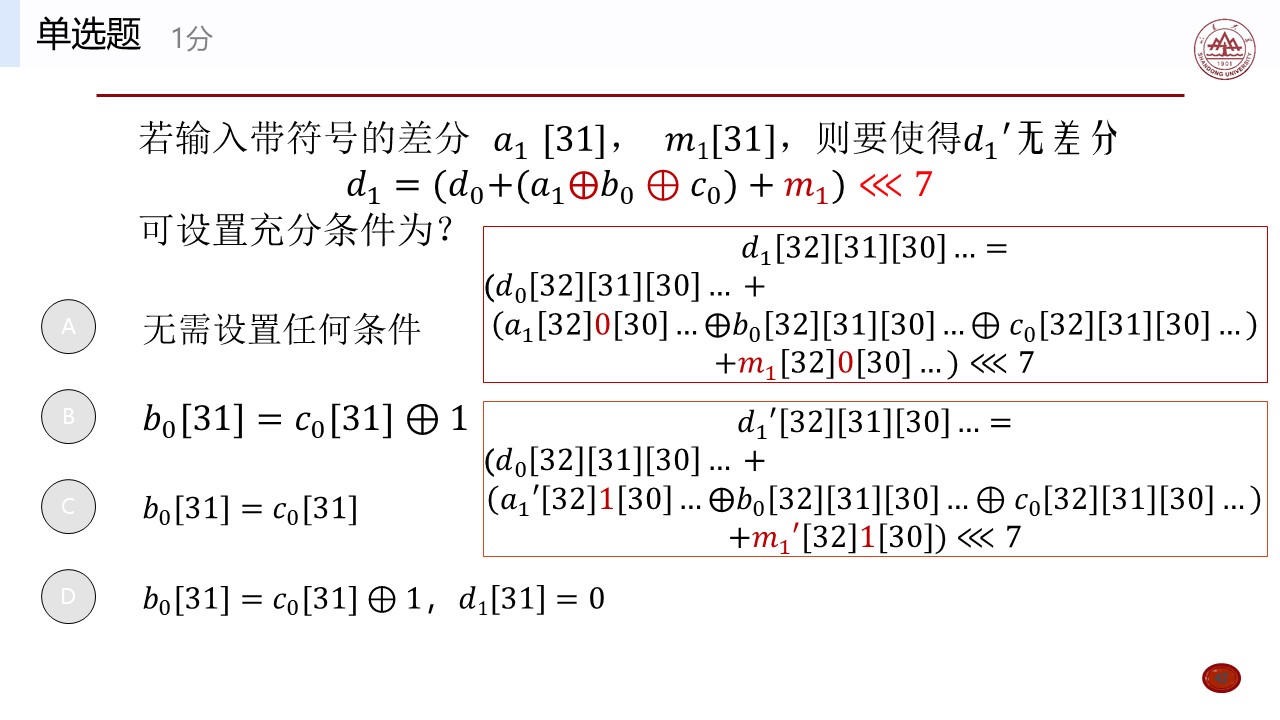 单选题 1分
若输入带符号的差分 a₁ [31]， m₁[31]，则要使得d₁′无差分
d₁ = (d₀+(a₁⊕b₀ ⊕ c₀) + m₁) ⋘ 7
可设置充分条件为？
d₁[32][31][30] … =
(d₀[32][31][30] … +
(a₁[32]0[30] … ⊕b₀[32][31][30] … ⊕ c₀[32][31][30] … )
+m₁[32]0[30] … ) ⋘ 7
A 无需设置任何条件
B b₀[31] = c₀[31] ⊕ 1
d₁′[32][31][30] … =
(d₀[32][31][30] … +
(a₁′[32]1[30] … ⊕b₀[32][31][30] … ⊕ c₀[32][31][30] … )
+m₁′[32]1[30]) ⋘ 7
C b₀[31] = c₀[31]
D b₀[31] = c₀[31] ⊕ 1， d₁[31] = 0
SHANDONG UNIVERSITY
1901